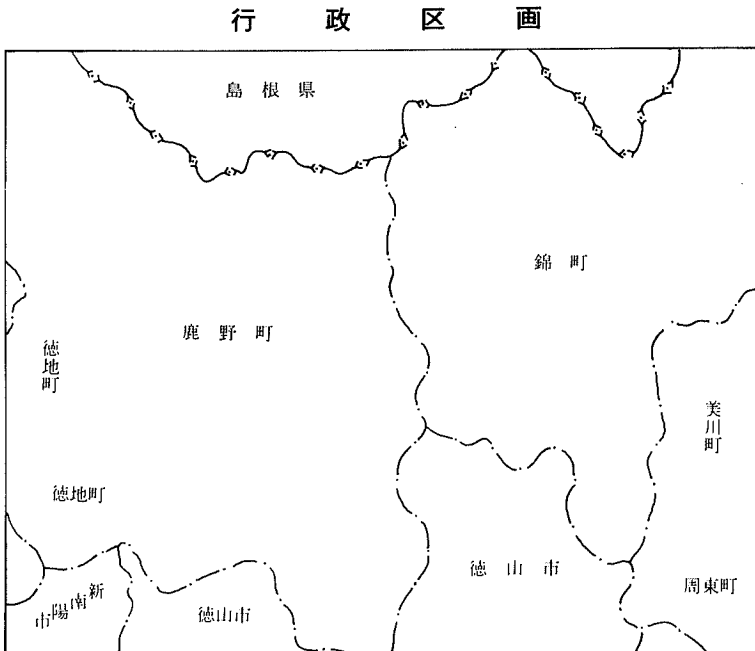 行政区画
島根県
錦町
鹿野町
徳地町
美川町
徳地町
徳山市
周東町
新南陽市
徳山市